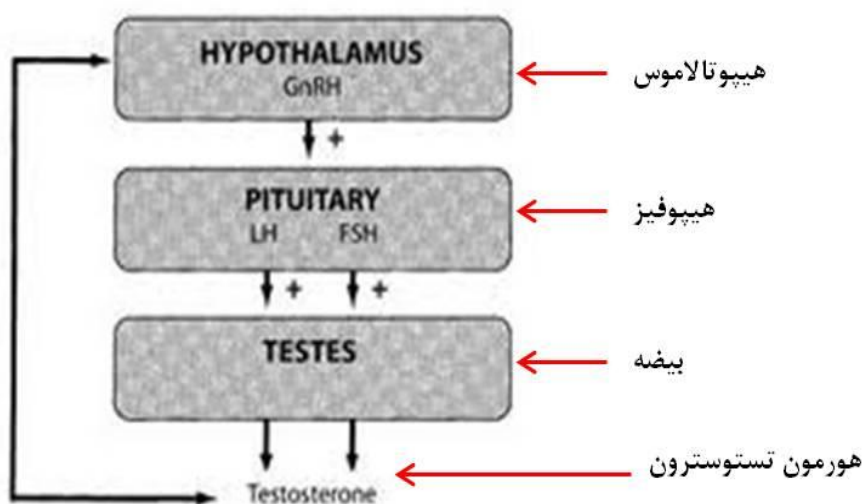 HYPOTHALAMUS
GnRH
هیپوتالاموس
+
PITUITARY
LH FSH
هیپوفیز
+ +
TESTES
بیضه
هورمون تستوسترون
Testosterone